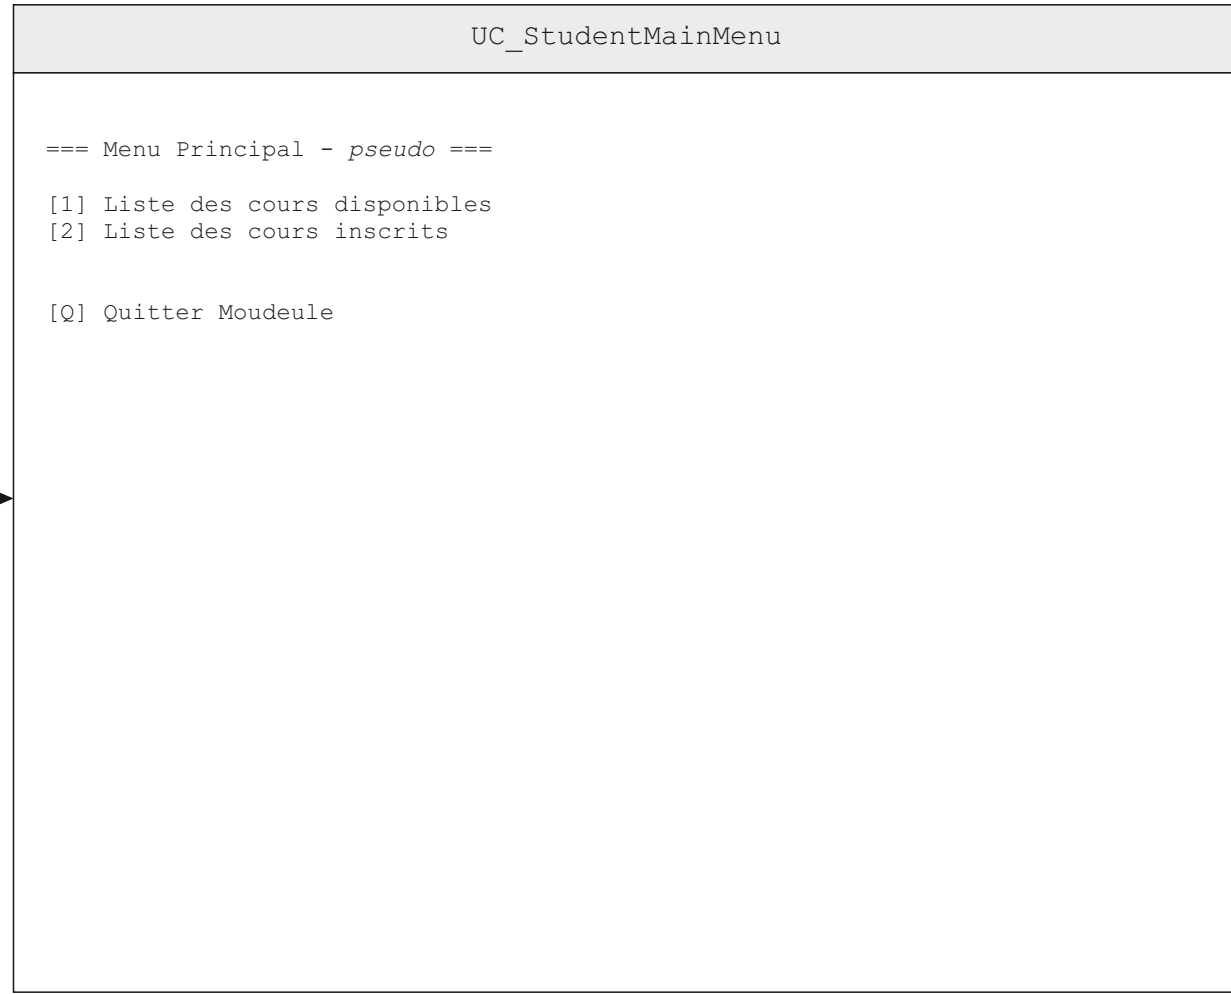 UC_StudentMainMenu
=== Menu Principal - pseudo ===
[1] Liste des cours disponibles
[2] Liste des cours inscrits
[Q] Quitter Moudeule